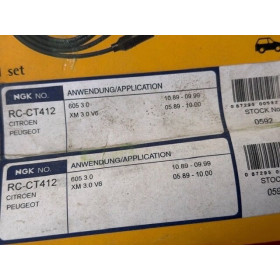 set
NGK NO.
RC-CT412
CITROEN
PEUGEOT
ANWENDUNG/APPLICATION
605 3.0
XM 3.0 V6
10.89 - 09.99
05.89 - 10.00
STOCK No
0592
NGK NO.
RC-CT412
CITROEN
PEUGEOT
ANWENDUNG/APPLICATION
605 3.0
XM 3.0 V6
10.89 - 09.99
05.89 - 10.00
STOC